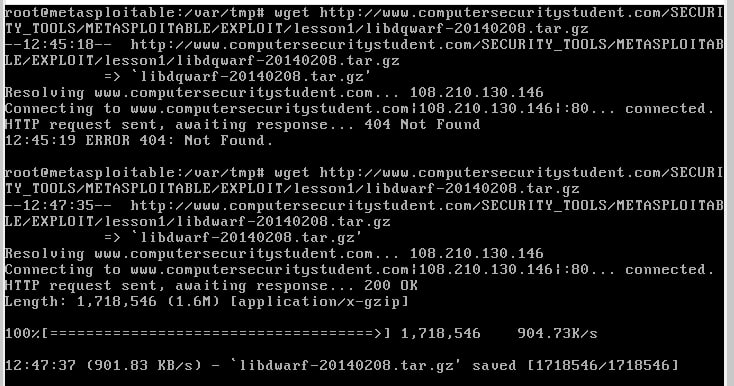 root@metasploitable:/var/tmp# wget http://www.computersecuritystudent.com/SECURI
TY_TOOLS/METASPLOITABLE/EXPLOIT/lesson1/libdqwarf-20140208.tar.gz
--12:45:18--  http://www.computersecuritystudent.com/SECURITY_TOOLS/METASPLOITAB
LE/EXPLOIT/lesson1/libdqwarf-20140208.tar.gz
           => `libdqwarf-20140208.tar.gz'
Resolving www.computersecuritystudent.com... 108.210.130.146
Connecting to www.computersecuritystudent.com|108.210.130.146|:80... connected.
HTTP request sent, awaiting response... 404 Not Found
12:45:19 ERROR 404: Not Found.

root@metasploitable:/var/tmp# wget http://www.computersecuritystudent.com/SECURI
TY_TOOLS/METASPLOITABLE/EXPLOIT/lesson1/libdwarf-20140208.tar.gz
--12:47:35--  http://www.computersecuritystudent.com/SECURITY_TOOLS/METASPLOITAB
LE/EXPLOIT/lesson1/libdwarf-20140208.tar.gz
           => `libdwarf-20140208.tar.gz'
Resolving www.computersecuritystudent.com... 108.210.130.146
Connecting to www.computersecuritystudent.com|108.210.130.146|:80... connected.
HTTP request sent, awaiting response... 200 OK
Length: 1,718,546 (1.6M) [application/x-gzip]

100%[====================================>] 1,718,546    904.73K/s

12:47:37 (901.83 KB/s) - `libdwarf-20140208.tar.gz' saved [1718546/1718546]